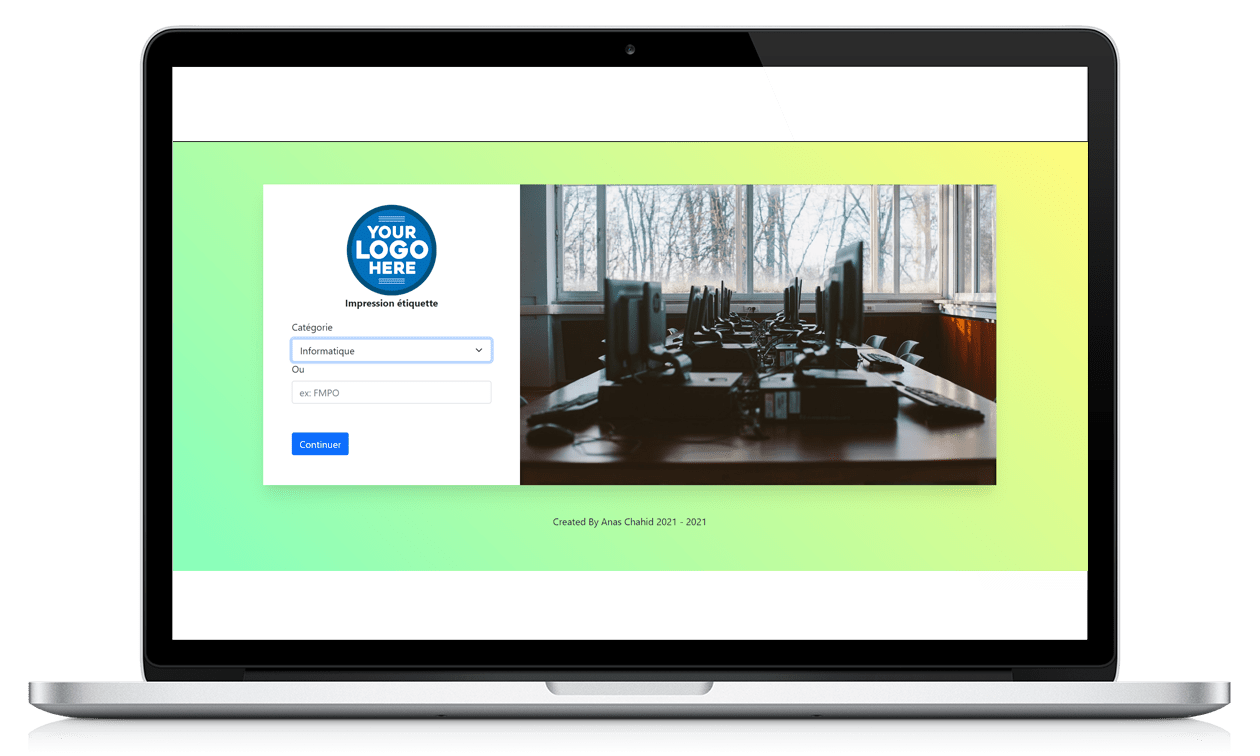 YOUR
LOGO
HERE
Impression étiquette
Catégorie
Informatique
Ou
ex: FMPO
Continuer
Created By Anas Chahid 2021 - 2021